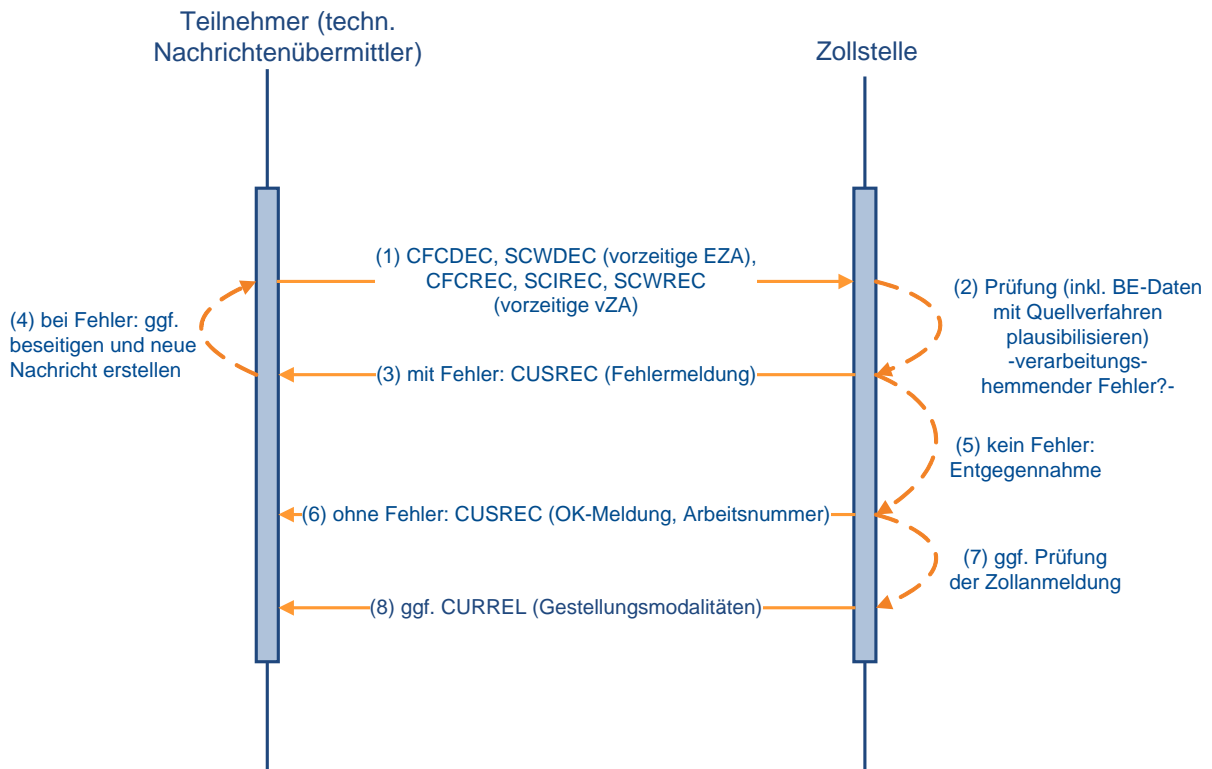 Teilnehmer (techn.
Nachrichtenübermittler)
Zollstelle
(1) CFCDEC, SCWDEC (vorzeitige EZA),
CFCREC, SCIREC, SCWREC
(vorzeitige vZA)
(2) Prüfung (inkl. BE-Daten
mit Quellverfahren
plausibilisieren)
-verarbeitungs-
hemmender Fehler?-
(3) mit Fehler: CUSREC (Fehlermeldung)
(4) bei Fehler: ggf.
beseitigen und neue
Nachricht erstellen
(5) kein Fehler:
Entgegennahme
(6) ohne Fehler: CUSREC (OK-Meldung, Arbeitsnummer)
(7) ggf. Prüfung
der Zollanmeldung
(8) ggf. CURREL (Gestellungsmodalitäten)